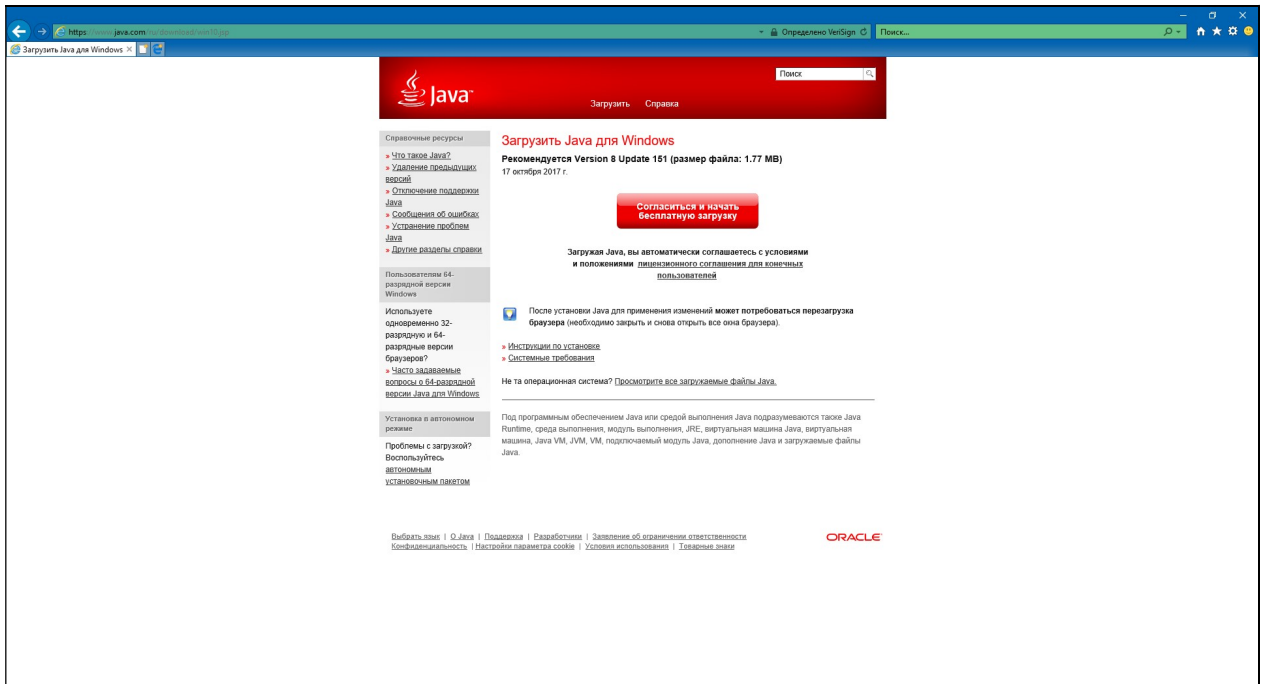 https://www.java.com/ru/download/win10.jsp
Определено VeriSign
Поиск...
Загрузить Java для Windows
Java
Поиск
Загрузить Справка
Справочные ресурсы
» Что такое Java?
» Удаление предыдущих
версий
» Отключение поддержки
Java
» Сообщения об ошибках
» Устранение проблем
Java
» Другие разделы справки
Пользователям 64-
разрядной версии
Windows
Используете
одновременно 32-
разрядную и 64-
разрядные версии
браузеров?
» Часто задаваемые
вопросы о 64-разрядной
версии Java для Windows
Установка в автономном
режиме
Проблемы с загрузкой?
Воспользуйтесь
автономным
установочным пакетом
Загрузить Java для Windows
Рекомендуется Version 8 Update 151 (размер файла: 1.77 MB)
17 октября 2017 г.
Согласиться и начать
бесплатную загрузку
Загружая Java, вы автоматически соглашаетесь с условиями
и положениями лицензионного соглашения для конечных
пользователей
После установки Java для применения изменений может потребоваться перезагрузка
браузера (необходимо закрыть и снова открыть все окна браузера).
» Инструкции по установке
» Системные требования
Не та операционная система? Просмотрите все загружаемые файлы Java.
Под программным обеспечением Java или средой выполнения Java подразумеваются также Java
Runtime, среда выполнения, модуль выполнения, JRE, виртуальная машина Java, виртуальная
машина, Java VM, JVM, VM, подключаемый модуль Java, дополнение Java и загружаемые файлы
Java.
Выбрать язык | О Java | Поддержка | Разработчики | Заявление об ограничении ответственности
Конфиденциальность | Настройки параметра cookie | Условия использования | Товарные знаки
ORACLE